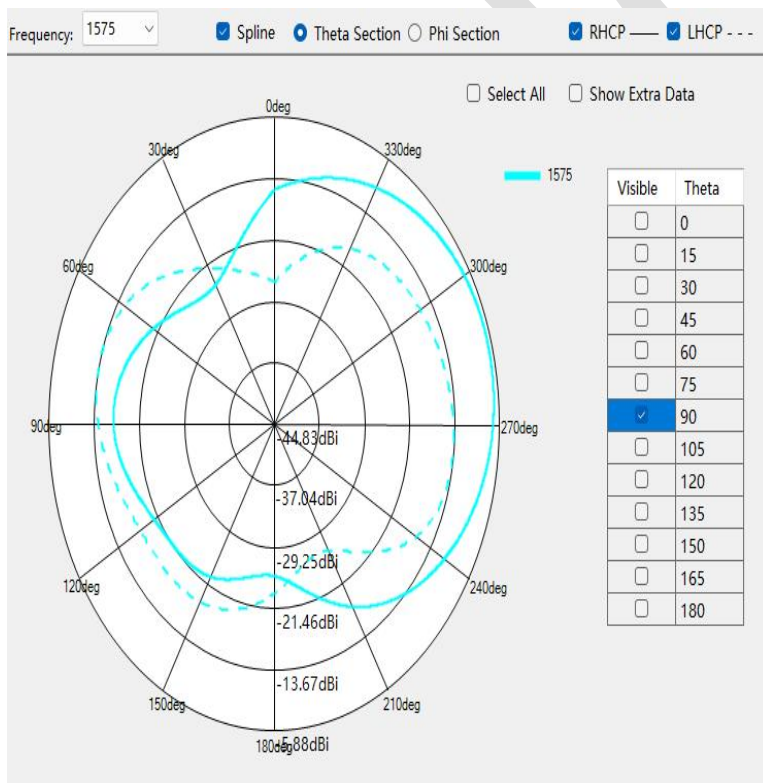 Frequency: 1575 Spline Theta Section Phi Section RHCP LHCP
Select All Show Extra Data
0deg
30deg 330deg
1575
Visible Theta
0
15
30
45
60
75
90
105
120
135
150
165
180
60deg 300deg
90deg 270deg
-44.83dBi
-37.04dBi
-29.25dBi
120deg 240deg
-21.46dBi
-13.67dBi
150deg 210deg
180deg